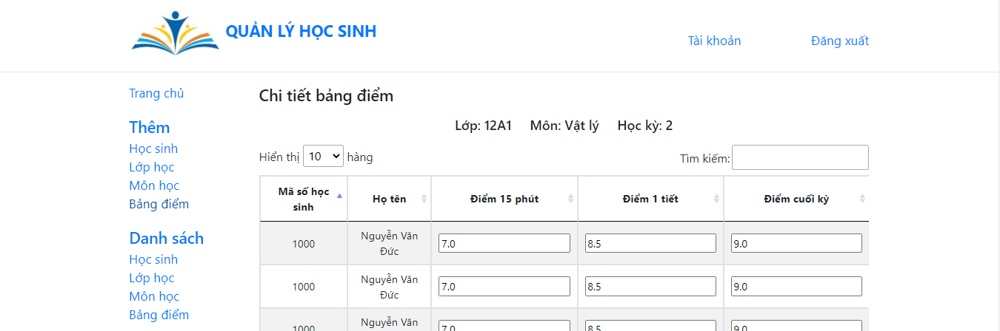 QUẢN LÝ HỌC SINH
Tài khoản
Đăng xuất
Trang chủ
Thêm
Học sinh
Lớp học
Môn học
Bảng điểm
Danh sách
Học sinh
Lớp học
Môn học
Bảng điểm
Chi tiết bảng điểm
Lớp: 12A1 Môn: Vật lý Học kỳ: 2
Hiển thị 10 hàng
Tìm kiếm:
Mã số học
sinh
Họ tên
Điểm 15 phút
Điểm 1 tiết
Điểm cuối kỳ
1000
Nguyễn Văn
Đức
7.0
8.5
9.0
1000
Nguyễn Văn
Đức
7.0
8.5
9.0
1000
Nguyễn Văn
7.0
8.5
9.0